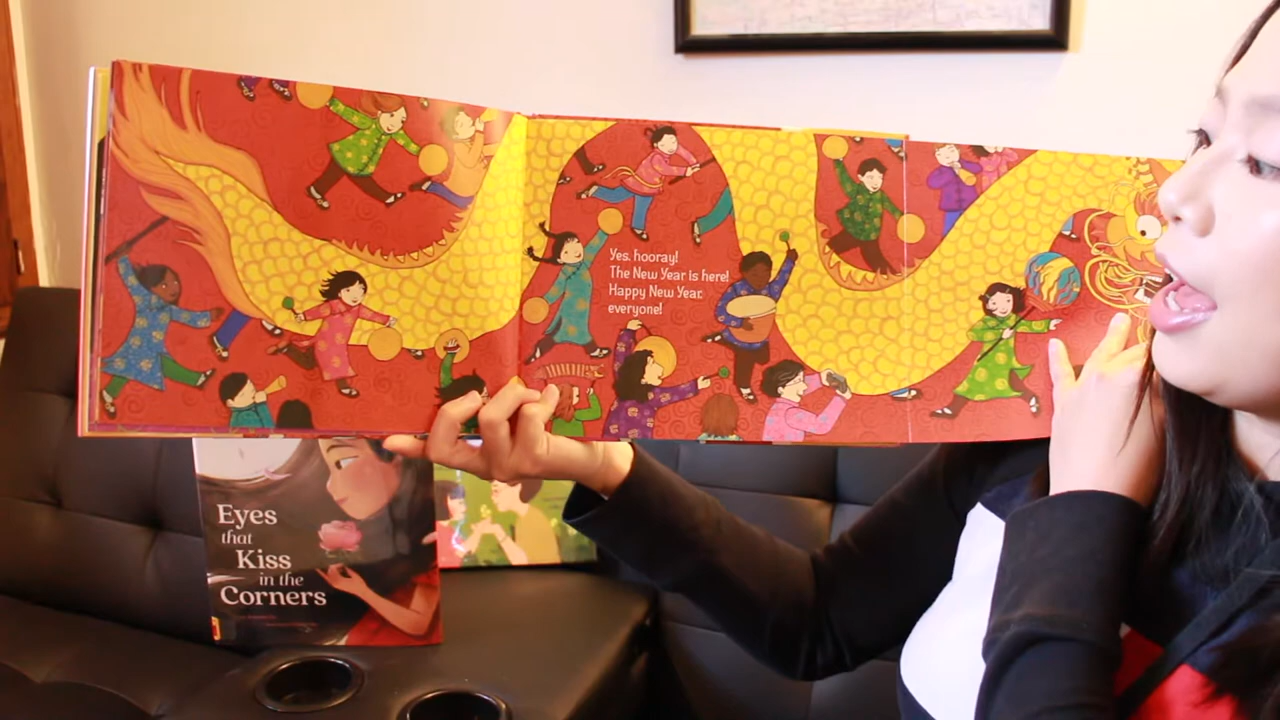 Yes, hooray!
The New Year is here!
Happy New Year,
everyone!
Eyes
that
Kiss
in the
Corners